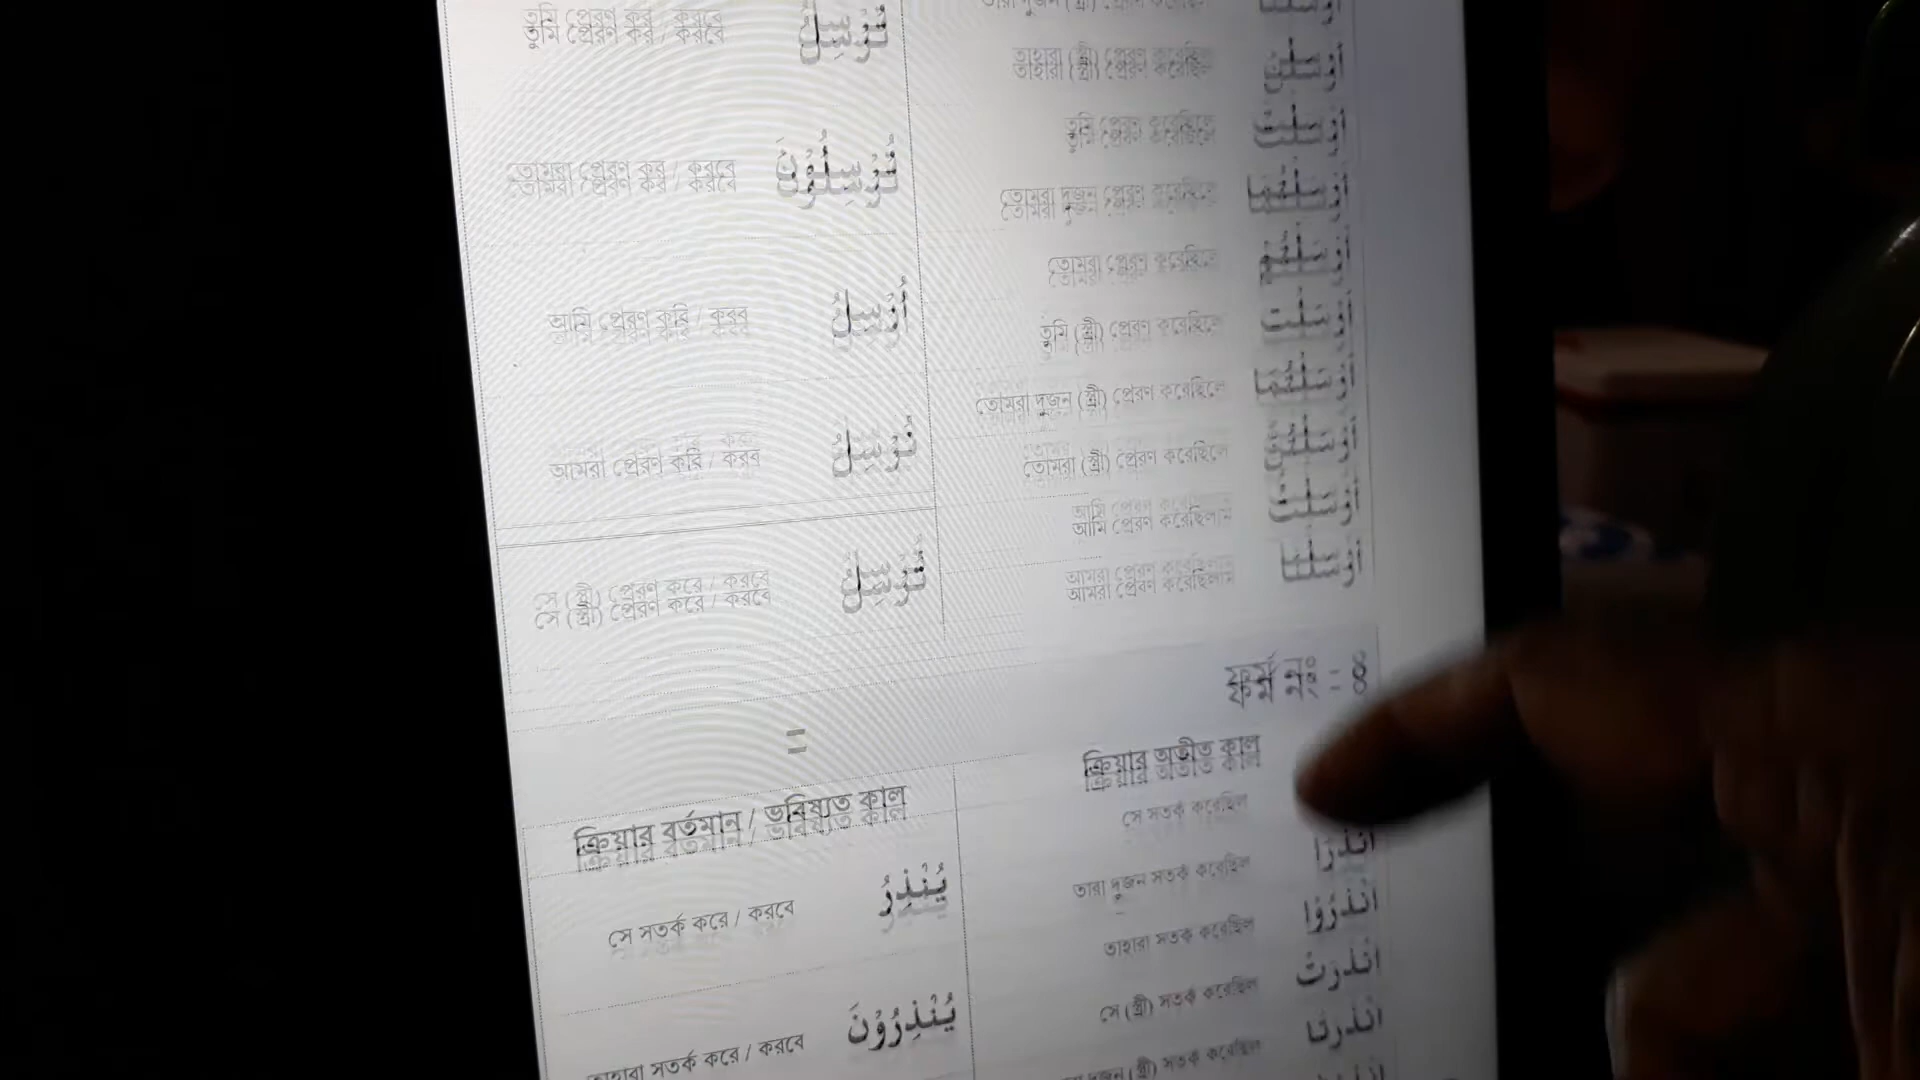 তুমি প্রেরণ কর / করবে تُرْسِلُ
তাহারা (স্ত্রী) প্রেরণ করেছিল أَرْسَلْنَ
তুমি প্রেরণ করেছিলে أَرْسَلْتَ
তোমরা প্রেরণ কর / করবে تُرْسِلُوْنَ
তোমরা দুজন প্রেরণ করেছিলে أَرْسَلْتُمَا
তোমরা প্রেরণ করেছিলে أَرْسَلْتُمْ
আমি প্রেরণ করি / করব أُرْسِلُ
তুমি (স্ত্রী) প্রেরণ করেছিলে أَرْسَلْتِ
তোমরা দুজন (স্ত্রী) প্রেরণ করেছিলে أَرْسَلْتُمَا
আমরা প্রেরণ করি / করব نُرْسِلُ
তোমরা (স্ত্রী) প্রেরণ করেছিলে أَرْسَلْتُنَّ
আমি প্রেরণ করেছিলাম أَرْسَلْتُ
সে (স্ত্রী) প্রেরণ করে / করবে تُرْسِلُ
আমরা প্রেরণ করেছিলাম أَرْسَلْنَا
ফর্ম নং = ৪
=
ক্রিয়ার অতীত কাল
ক্রিয়ার বর্তমান / ভবিষ্যত কাল
সে সতর্ক করেছিল
তারা দুজন সতর্ক করেছিল أَنْذَرَا
সে সতর্ক করে / করবে يُنْذِرُ
তাহারা সতর্ক করেছিল أَنْذَرُوْا
সে (স্ত্রী) সতর্ক করেছিল أَنْذَرَتْ
তাহারা সতর্ক করে / করবে يُنْذِرُوْنَ
দুজন (স্ত্রী) সতর্ক করেছিল أَنْذَرَتَا